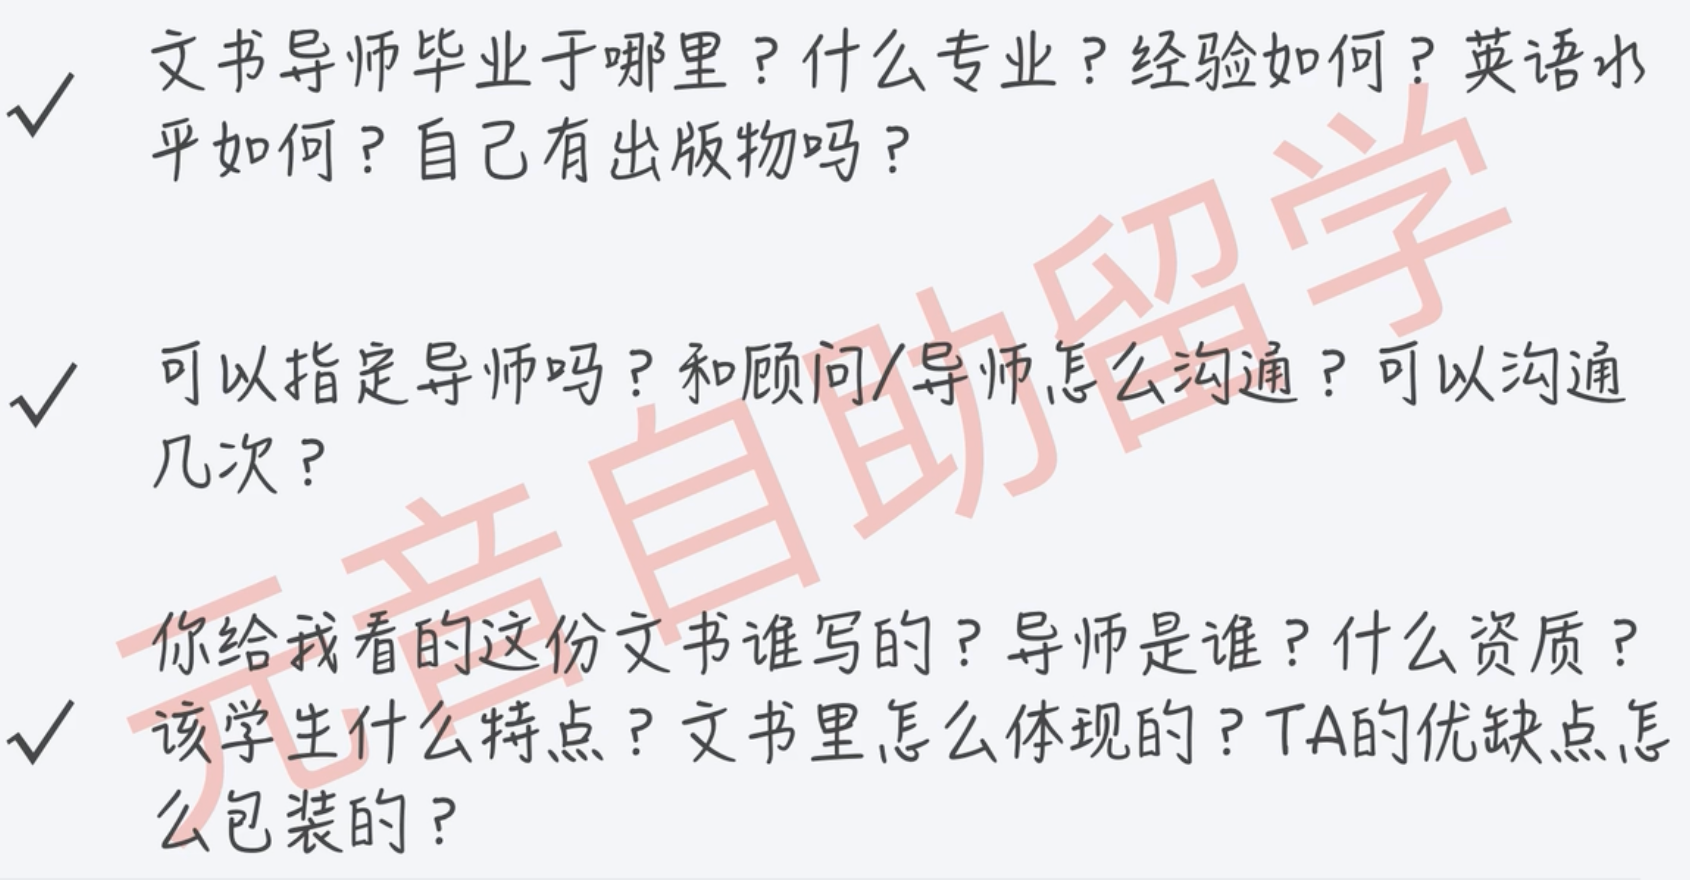 文书导师毕业于哪里？什么专业？经验如何？英语水
平如何？自己有出版物吗？
可以指定导师吗？和顾问/导师怎么沟通？可以沟通
几次？
你给我看的这份文书谁写的？导师是谁？什么资质？
该学生什么特点？文书里怎么体现的？TA的优缺点怎
么包装的？
元音自助留学